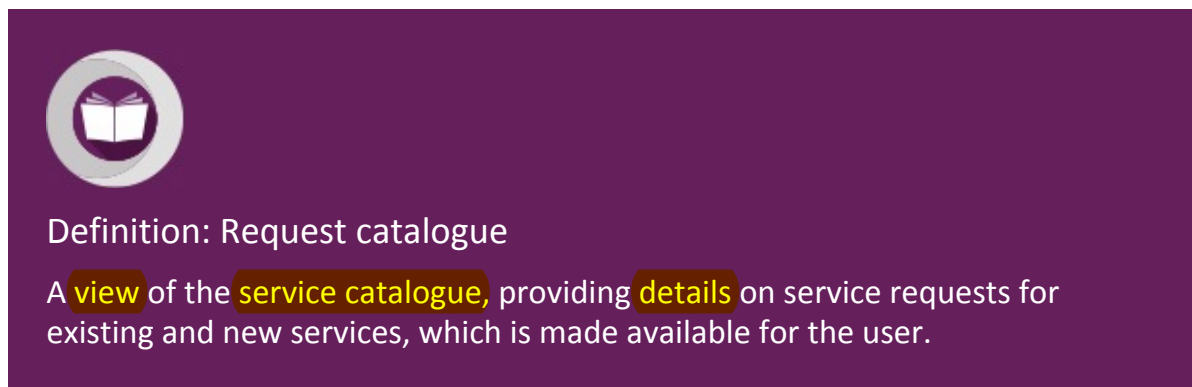 Definition: Request catalogue
A view of the service catalogue, providing details on service requests for
existing and new services, which is made available for the user.